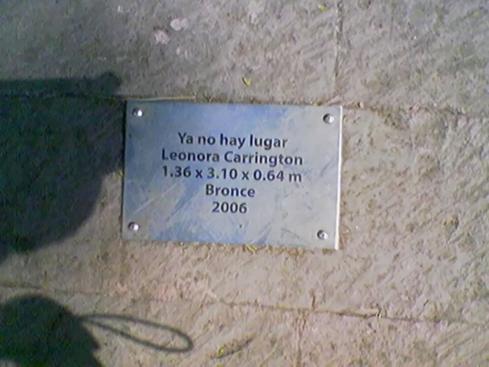 Ya no hay lugar
Leonora Carrington
1.36 x 3.10 x 0.64 m
Bronce
2006